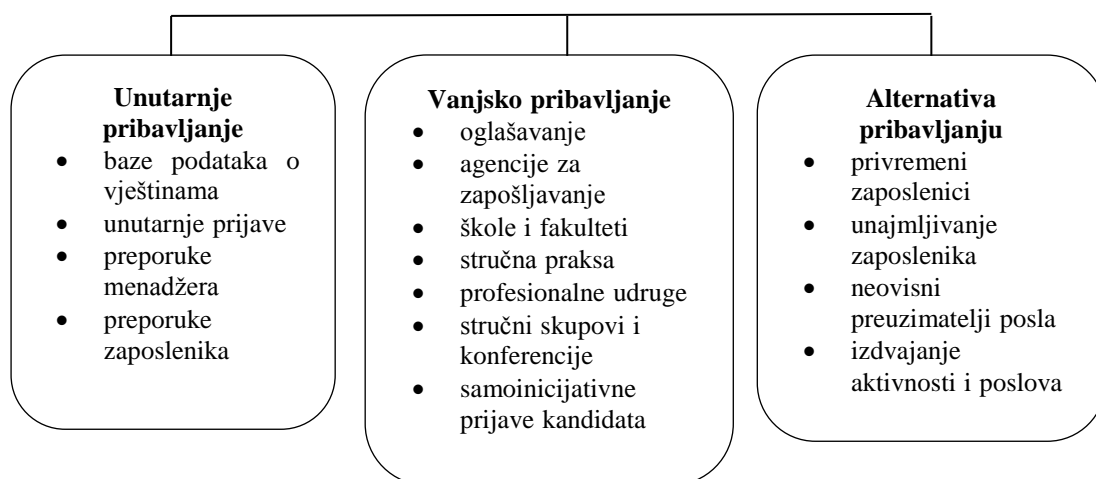 Unutarnje
pribavljanje
• baze podataka o
vještinama
• unutarnje prijave
• preporuke
menadžera
• preporuke
zaposlenika
Vanjsko pribavljanje
• oglašavanje
• agencije za
zapošljavanje
• škole i fakulteti
• stručna praksa
• profesionalne udruge
• stručni skupovi i
konferencije
• samoinicijativne
prijave kandidata
Alternativa
pribavljanju
• privremeni
zaposlenici
• unajmljivanje
zaposlenika
• neovisni
preuzimatelji posla
• izdvajanje
aktivnosti i poslova